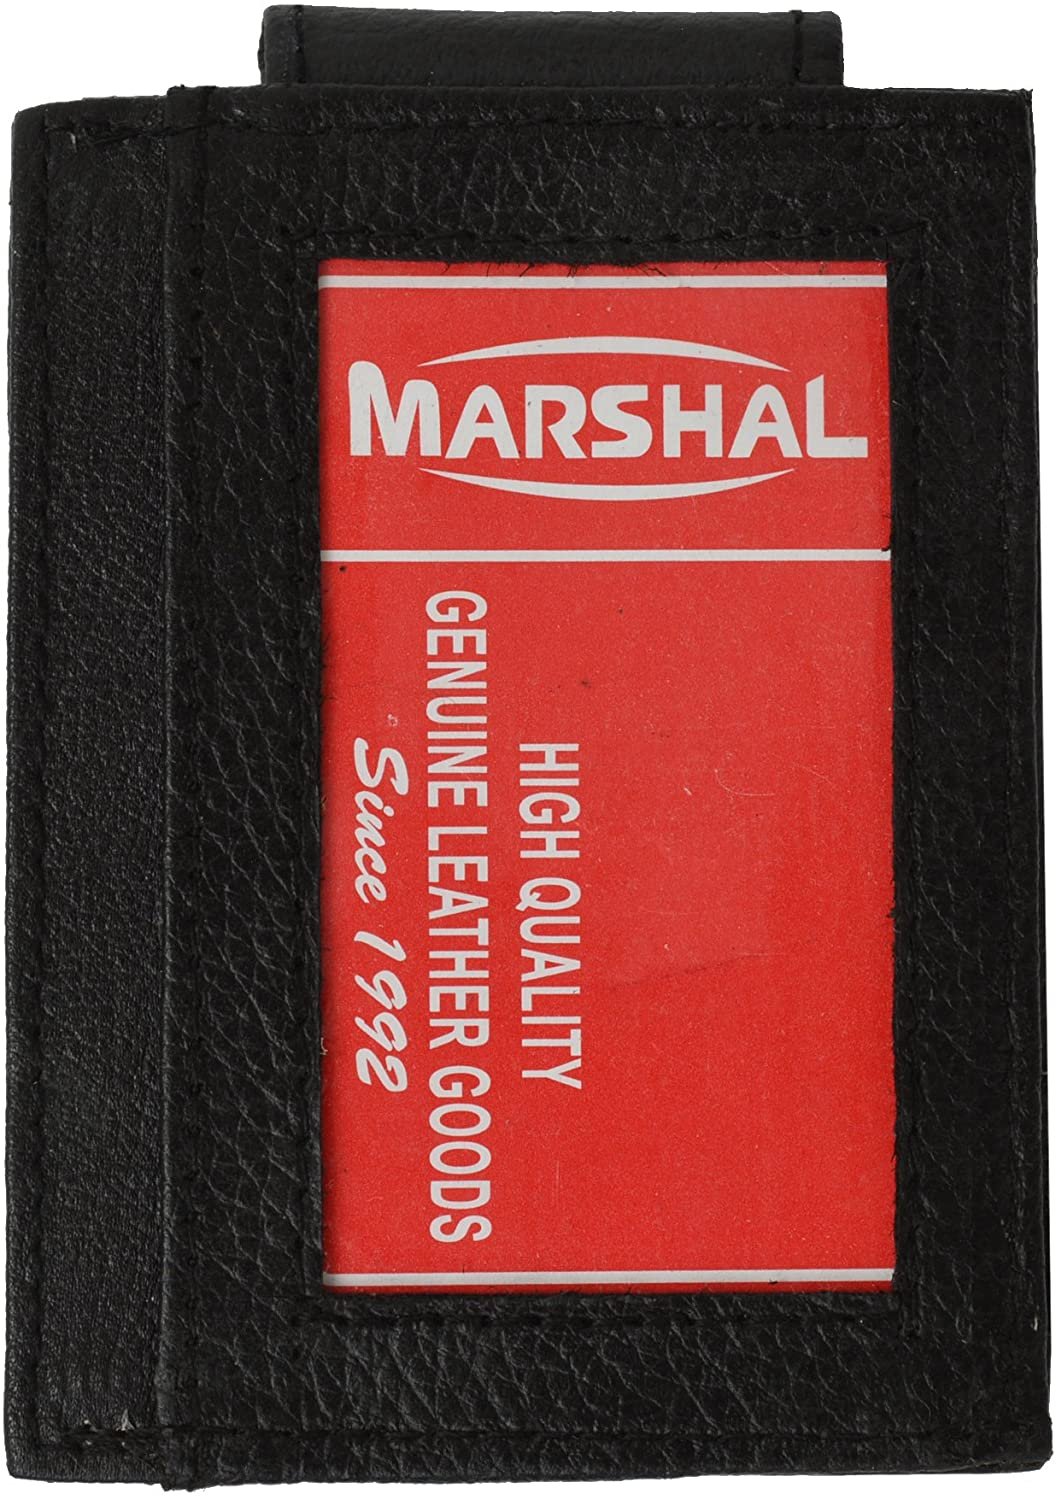 MARSHAL
HIGH QUALITY
GENUINE LEATHER GOODS
Since 1992